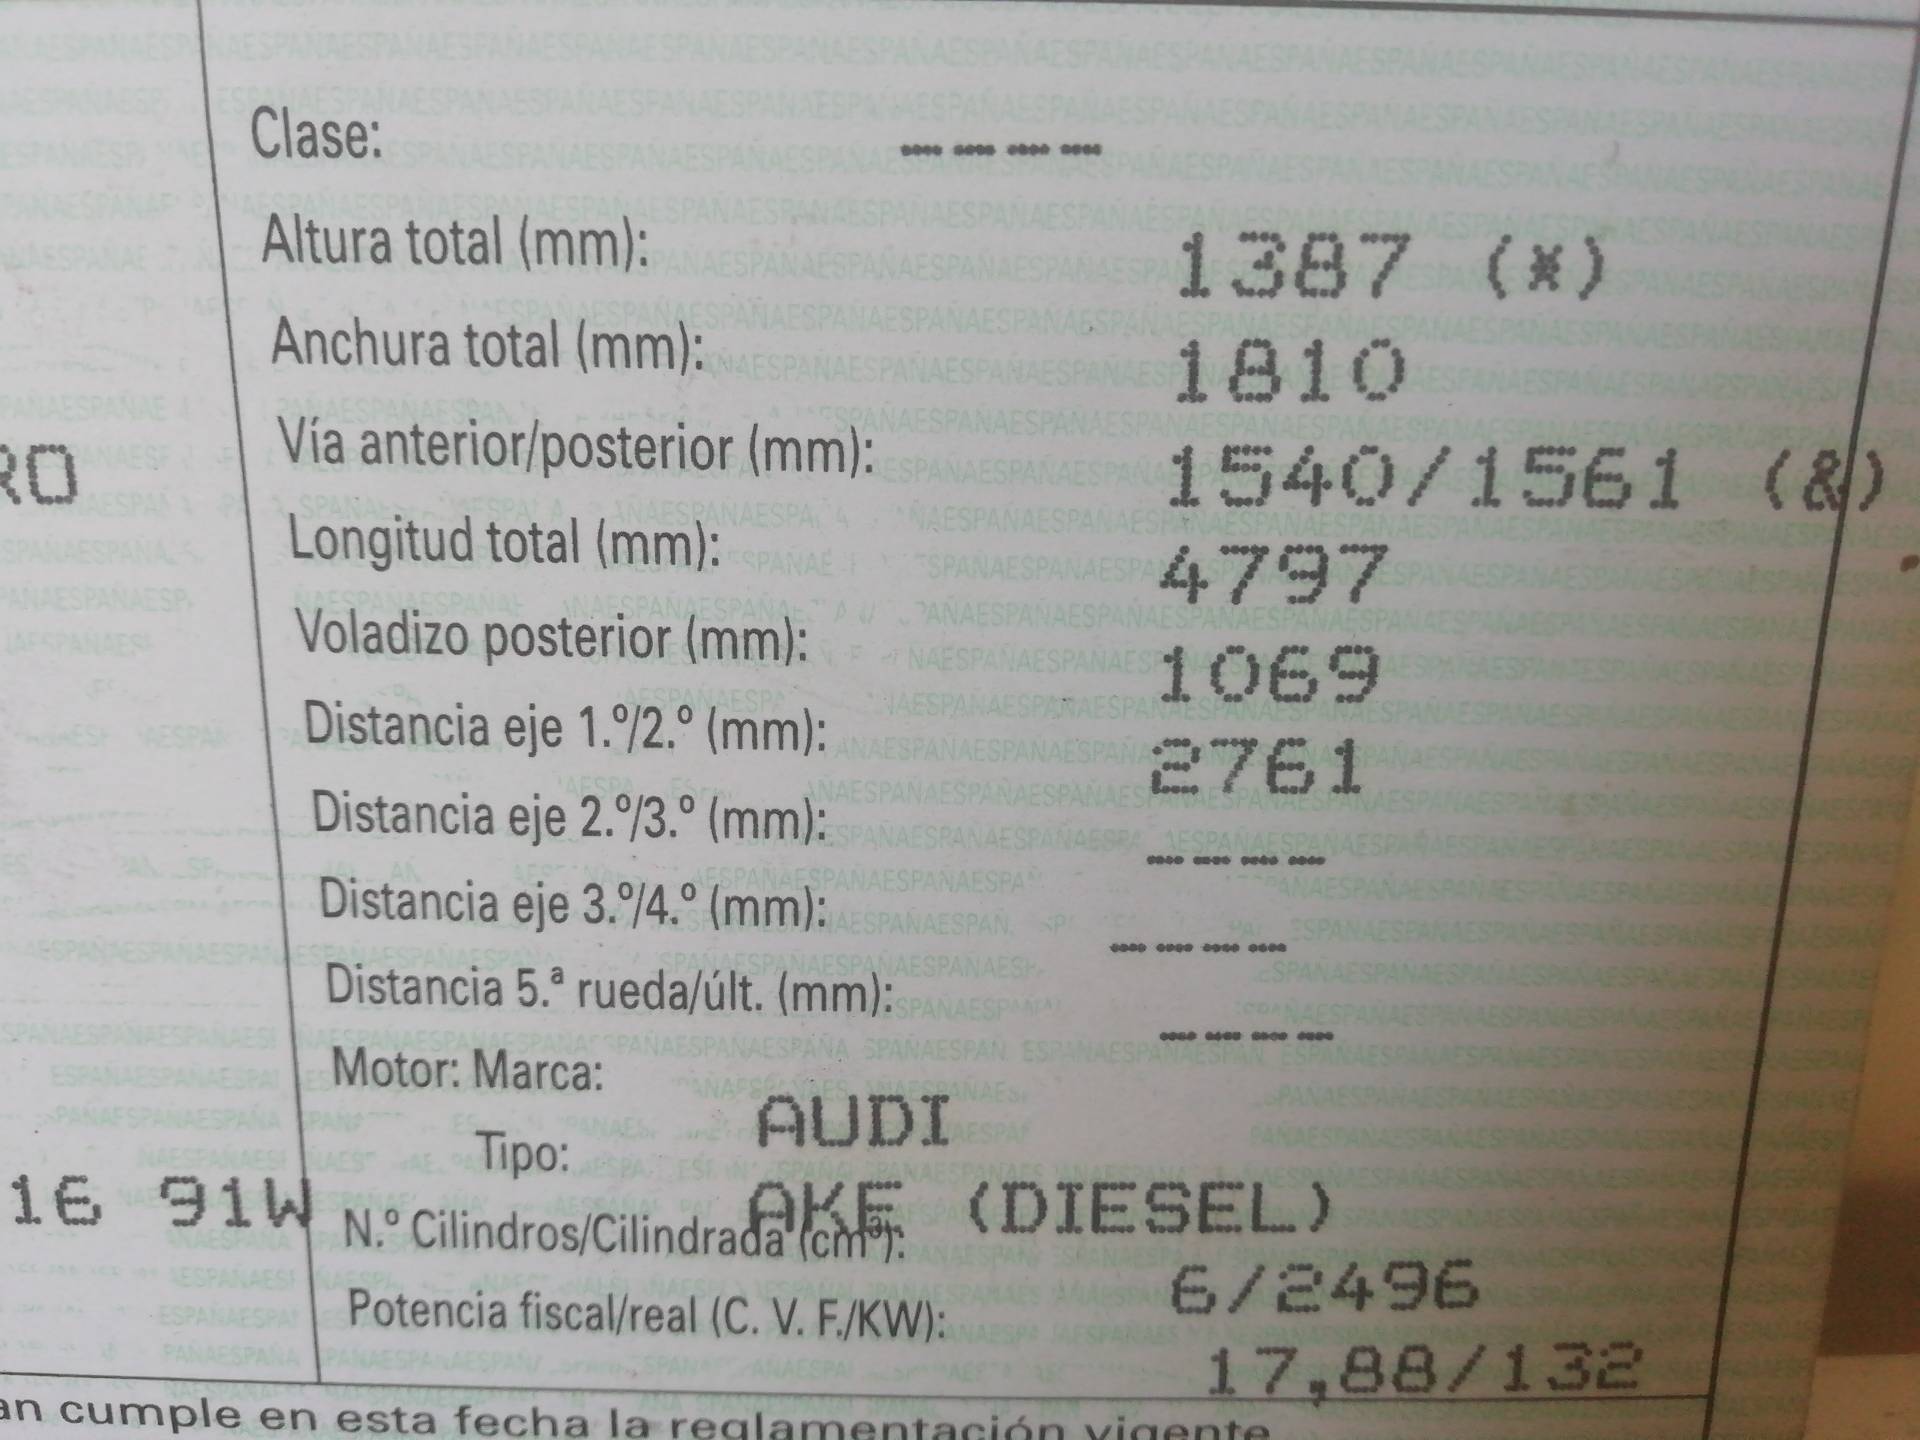 Clase: ----
Altura total (mm): 1387 (*)
Anchura total (mm): 1810
Vía anterior/posterior (mm): 1540/1561 (&)
RO
Longitud total (mm): 4797
Voladizo posterior (mm): 1069
Distancia eje 1.º/2.º (mm): 2761
Distancia eje 2.º/3.º (mm): ----
Distancia eje 3.º/4.º (mm): ----
Distancia 5.ª rueda/últ. (mm): ----
Motor: Marca: AUDI
Tipo: AKE (DIESEL)
16 91W
N.º Cilindros/Cilindrada (cm³): 6/2496
Potencia fiscal/real (C. V. F./KW): 17,88/132
an cumple en esta fecha la reglamentación vigente